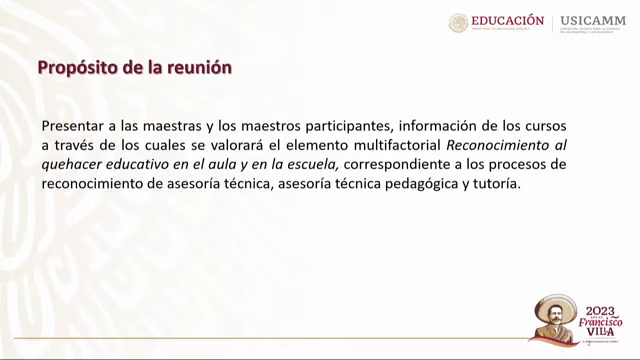 EDUCACIÓN
USICAMM
Propósito de la reunión
Presentar a las maestras y los maestros participantes, información de los cursos
a través de los cuales se valorará el elemento multifactorial Reconocimiento al
quehacer educativo en el aula y en la escuela, correspondiente a los procesos de
reconocimiento de asesoría técnica, asesoría técnica pedagógica y tutoría.
2023
Francisco
VILLA